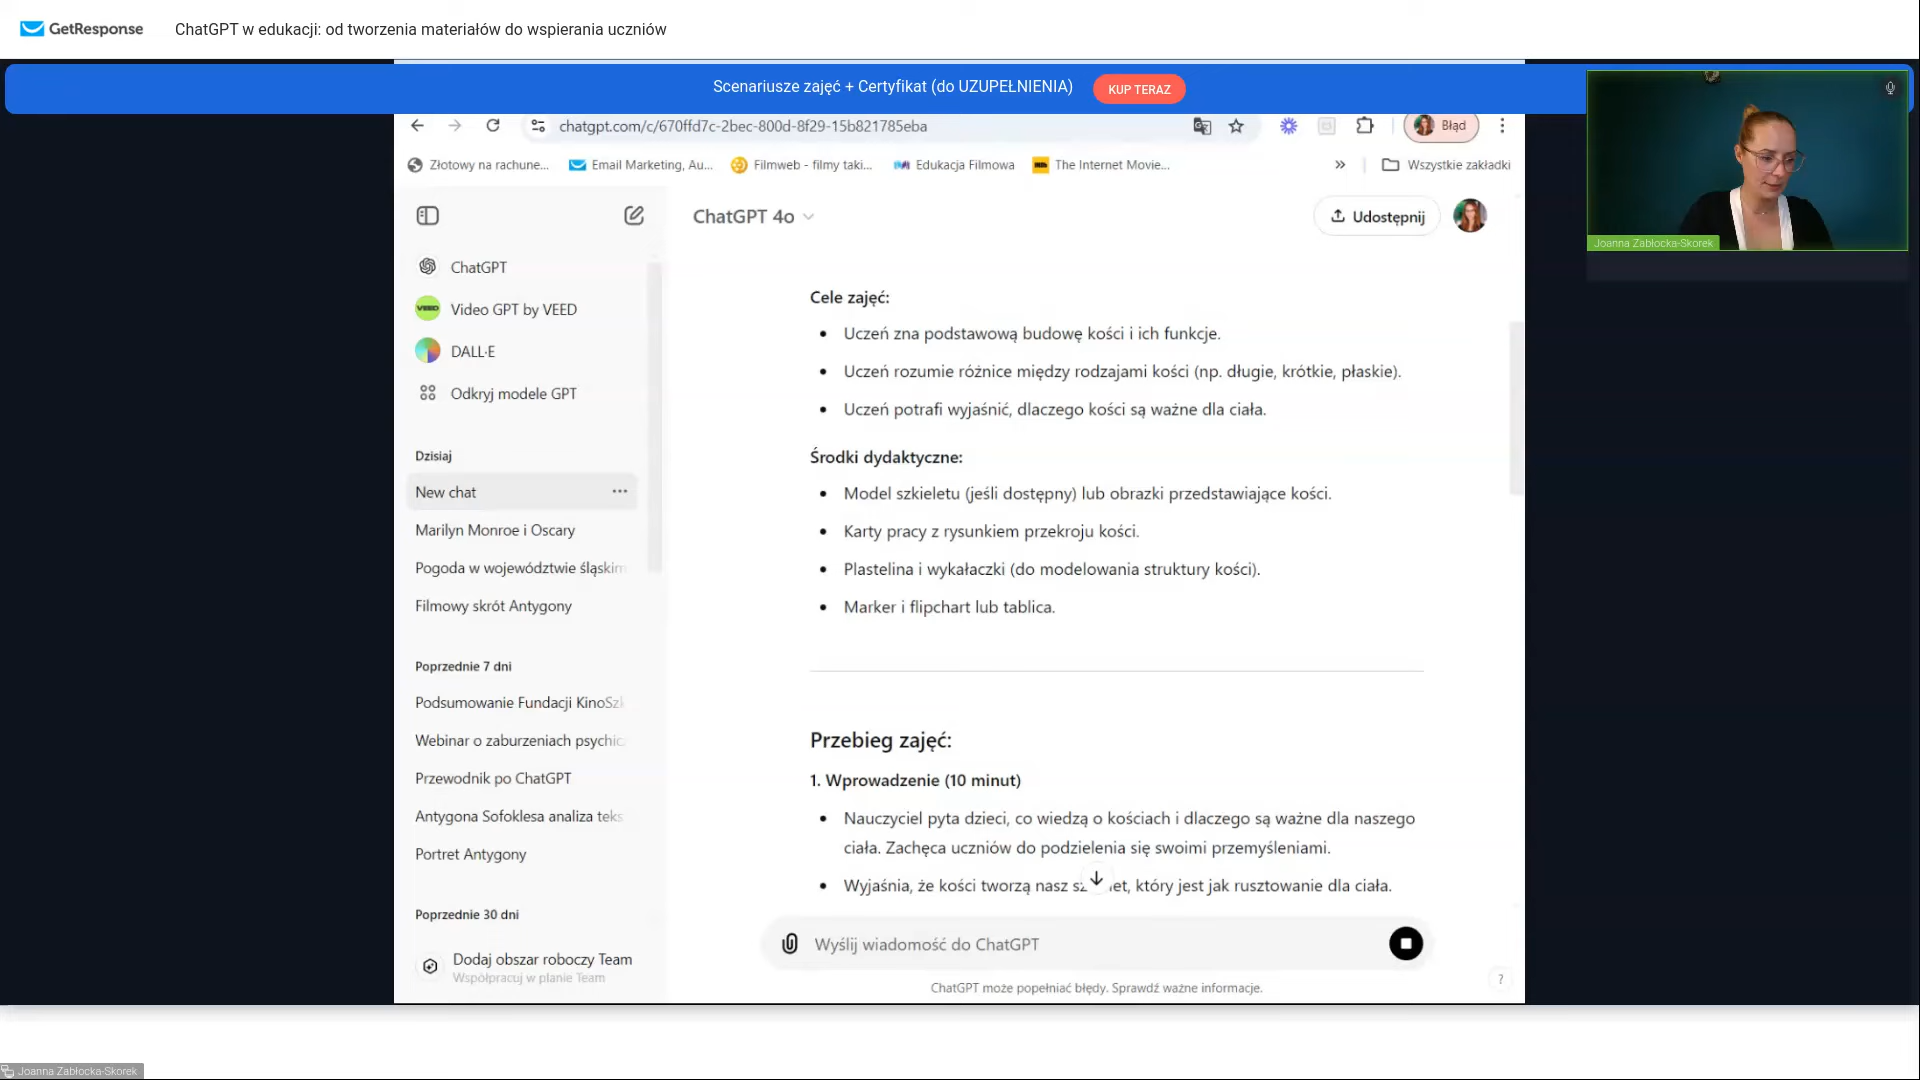 GetResponse
ChatGPT w edukacji: od tworzenia materiałów do wspierania uczniów
Scenariusze zajęć + Certyfikat (do UZUPEŁNIENIA)
KUP TERAZ
Joanna Zabłocka-Skorek
chatgpt.com/c/670ffd7c-2bec-800d-8f29-15b821785eba
Błąd
Złotowy na rachune...
Email Marketing, Au...
Filmweb - filmy taki...
Edukacja Filmowa
The Internet Movie...
»
Wszystkie zakładki
ChatGPT
VEED
Video GPT by VEED
DALL·E
Odkryj modele GPT
Dzisiaj
New chat
Marilyn Monroe i Oscary
Pogoda w województwie śląskim
Filmowy skrót Antygony
Poprzednie 7 dni
Podsumowanie Fundacji KinoSzk
Webinar o zaburzeniach psychic
Przewodnik po ChatGPT
Antygona Sofoklesa analiza teks
Portret Antygony
Poprzednie 30 dni
Dodaj obszar roboczy Team
Współpracuj w planie Team
ChatGPT 4o
Udostępnij
Cele zajęć:
• Uczeń zna podstawową budowę kości i ich funkcje.
• Uczeń rozumie różnice między rodzajami kości (np. długie, krótkie, płaskie).
• Uczeń potrafi wyjaśnić, dlaczego kości są ważne dla ciała.
Środki dydaktyczne:
• Model szkieletu (jeśli dostępny) lub obrazki przedstawiające kości.
• Karty pracy z rysunkiem przekroju kości.
• Plastelina i wykałaczki (do modelowania struktury kości).
• Marker i flipchart lub tablica.
Przebieg zajęć:
1. Wprowadzenie (10 minut)
• Nauczyciel pyta dzieci, co wiedzą o kościach i dlaczego są ważne dla naszego
ciała. Zachęca uczniów do podzielenia się swoimi przemyśleniami.
• Wyjaśnia, że kości tworzą nasz który jest jak rusztowanie dla ciała.
Wyślij wiadomość do ChatGPT
ChatGPT może popełniać błędy. Sprawdź ważne informacje.
?
Joanna Zabłocka-Skorek